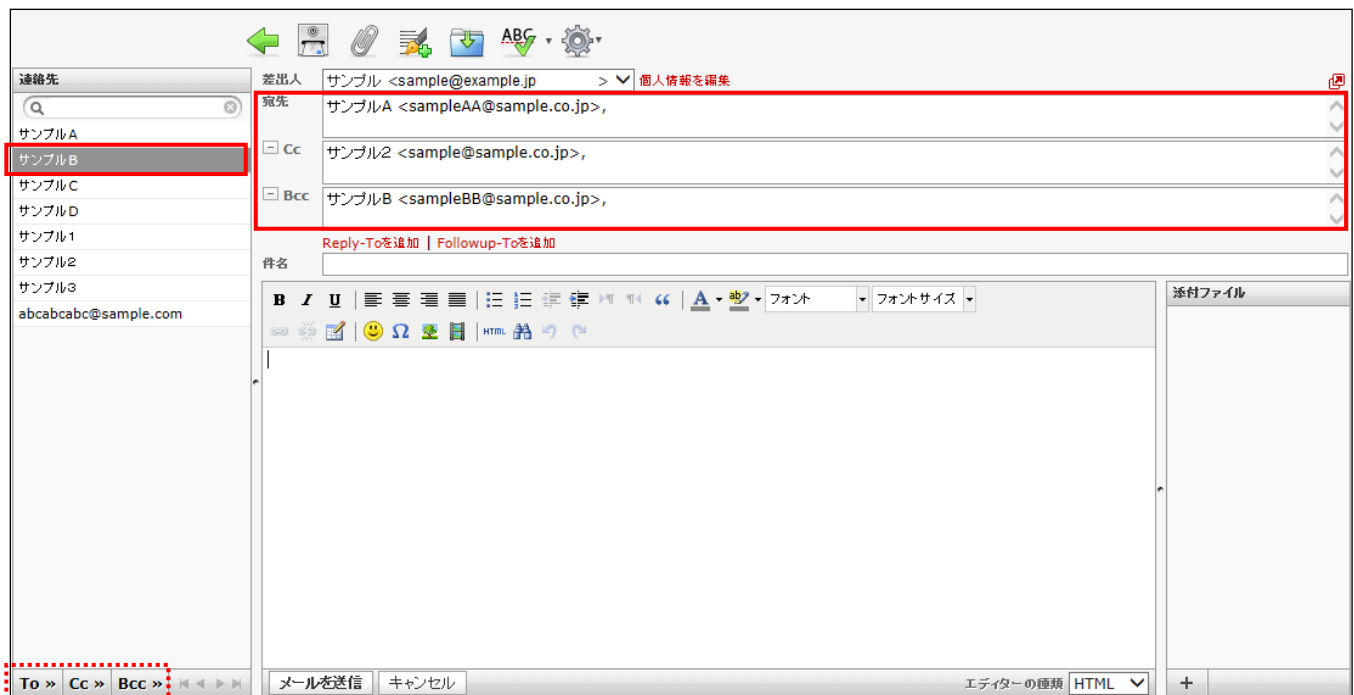 ABC
連絡先
差出人 サンプル <sample@example.jp > 個人情報を編集
宛先 サンプルA <sampleAA@sample.co.jp>,
サンプルA
Cc サンプル2 <sample@sample.co.jp>,
サンプルB
サンプルC
Bcc サンプルB <sampleBB@sample.co.jp>,
サンプルD
サンプル1
Reply-Toを追加 | Followup-Toを追加
サンプル2
件名
サンプル3
abcabcabc@sample.com
B I U フォント フォントサイズ
添付ファイル
HTML
To » Cc » Bcc »
メールを送信 キャンセル
エディターの種類 HTML
+